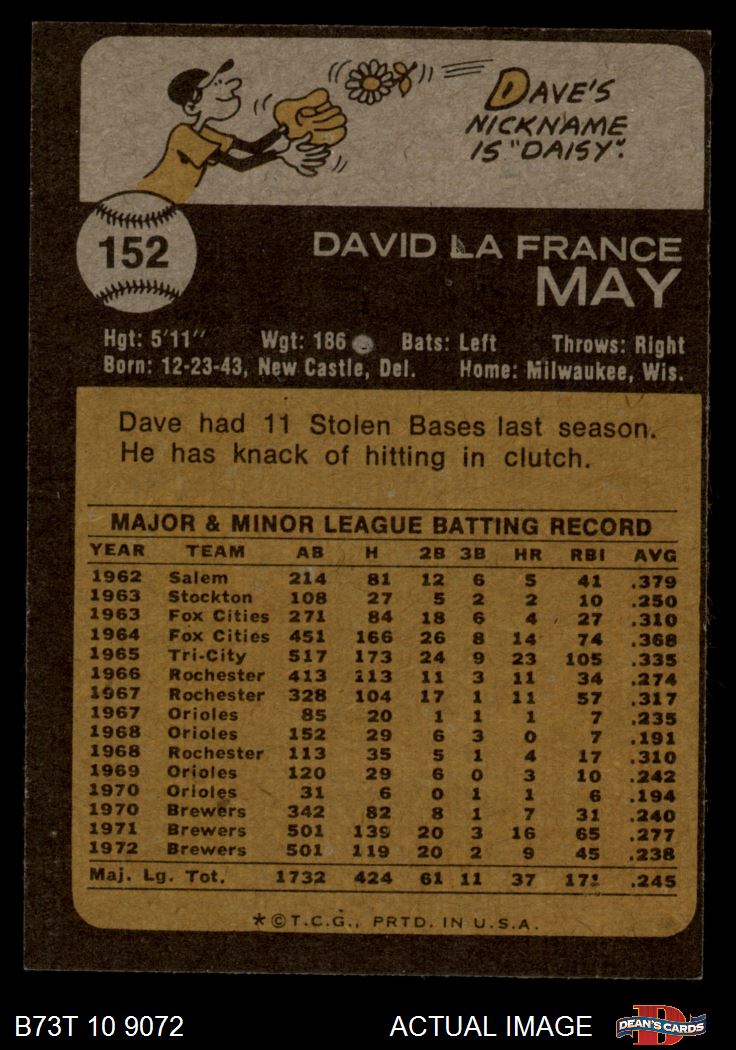 DAVE'S
NICKNAME
IS "DAISY".
152
DAVID LA FRANCE
MAY
Hgt: 5'11" Wgt: 186 Bats: Left Throws: Right
Born: 12-23-43, New Castle, Del. Home: Milwaukee, Wis.
Dave had 11 Stolen Bases last season.
He has knack of hitting in clutch.
MAJOR & MINOR LEAGUE BATTING RECORD
YEAR TEAM AB H 2B 3B HR RBI AVG
1962 Salem 214 81 12 6 5 41 .379
1963 Stockton 108 27 5 2 2 10 .250
1963 Fox Cities 271 84 18 6 4 27 .310
1964 Fox Cities 451 166 26 8 14 74 .368
1965 Tri-City 517 173 24 9 23 105 .335
1966 Rochester 413 113 11 3 11 34 .274
1967 Rochester 328 104 17 1 11 57 .317
1967 Orioles 85 20 1 1 1 7 .235
1968 Orioles 152 29 6 3 0 7 .191
1968 Rochester 113 35 5 1 4 17 .310
1969 Orioles 120 29 6 0 3 10 .242
1970 Orioles 31 6 0 1 1 6 .194
1970 Brewers 342 82 8 1 7 31 .240
1971 Brewers 501 139 20 3 16 65 .277
1972 Brewers 501 119 20 2 9 45 .238
Maj. Lg. Tot. 1732 424 61 11 37 171 .245
*©T.C.G., PRTD. IN U.S.A.
B73T 10 9072 ACTUAL IMAGE
D
DEAN'S CARDS